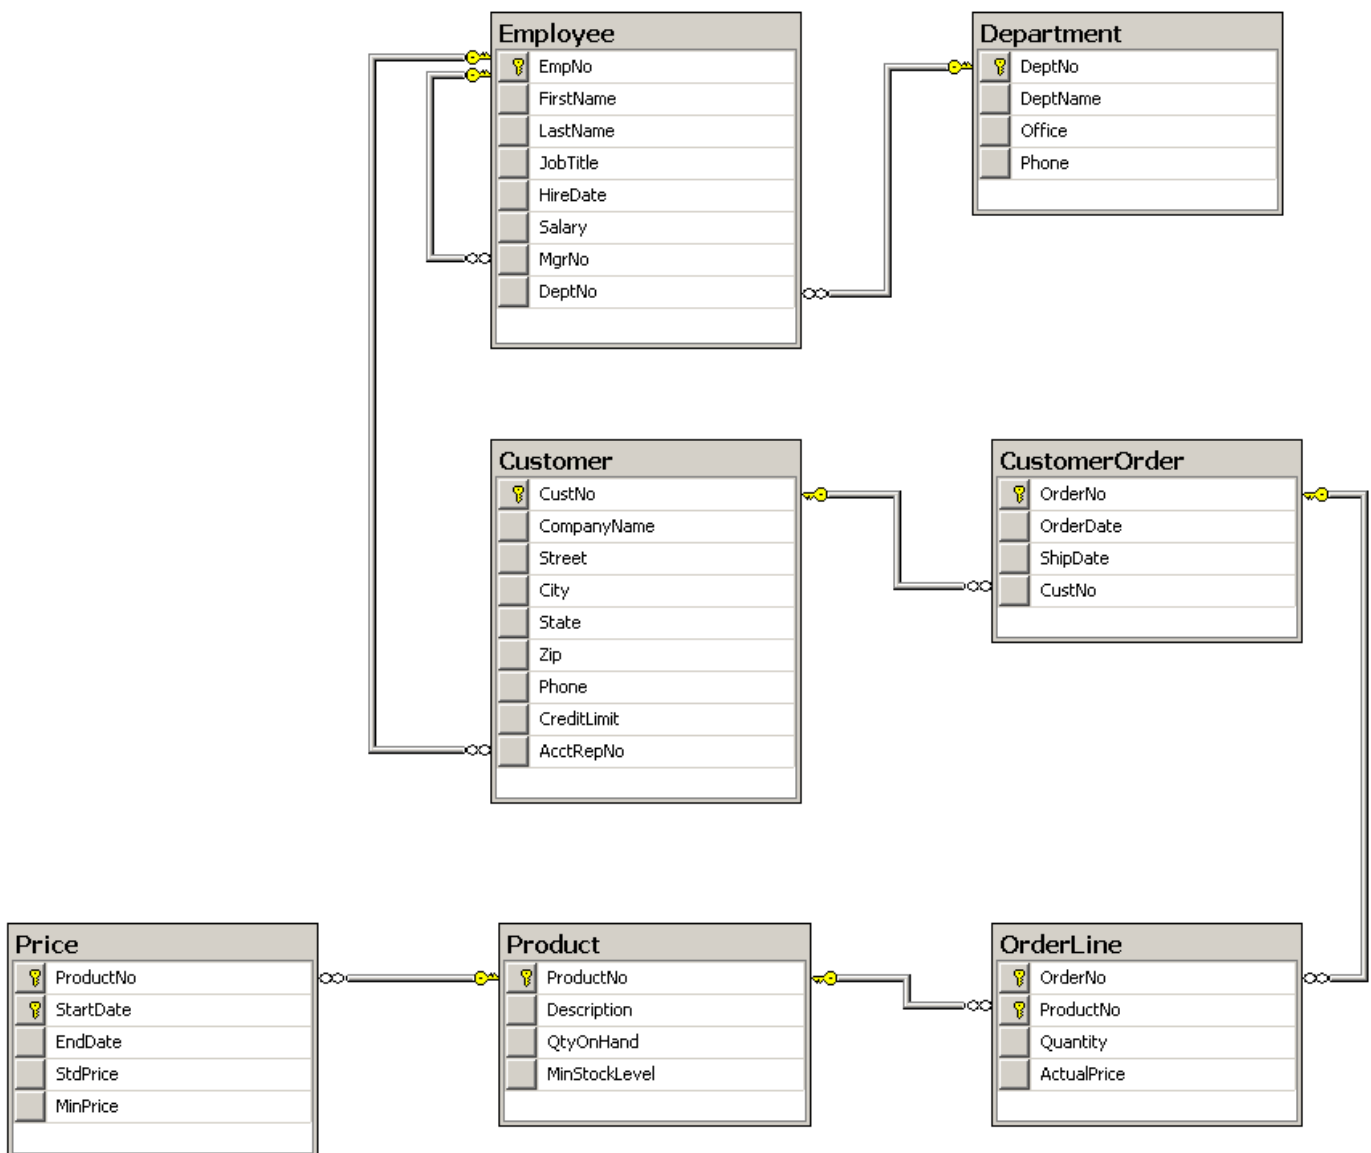 Employee
EmpNo
FirstName
LastName
JobTitle
HireDate
Salary
MgrNo
DeptNo
Department
DeptNo
DeptName
Office
Phone
Customer
CustNo
CompanyName
Street
City
State
Zip
Phone
CreditLimit
AcctRepNo
CustomerOrder
OrderNo
OrderDate
ShipDate
CustNo
Price
ProductNo
StartDate
EndDate
StdPrice
MinPrice
Product
ProductNo
Description
QtyOnHand
MinStockLevel
OrderLine
OrderNo
ProductNo
Quantity
ActualPrice